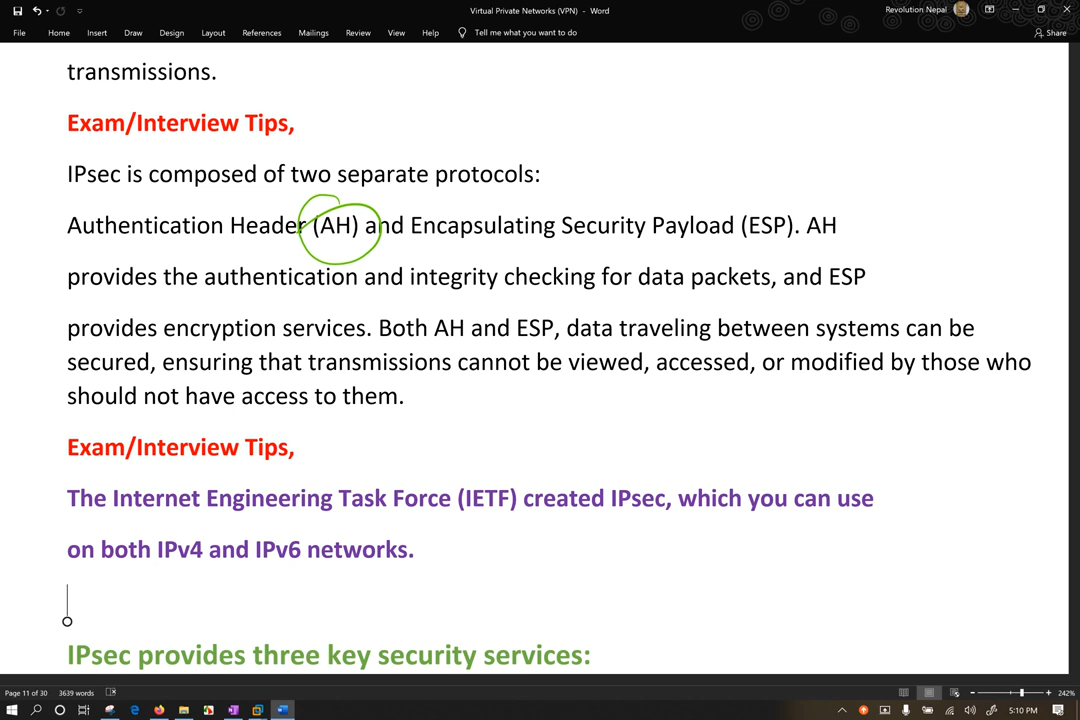 Virtual Private Networks (VPN) - Word
Revolution Nepal
File Home Insert Draw Design Layout References Mailings Review View Help Tell me what you want to do Share
transmissions.
Exam/Interview Tips,
IPsec is composed of two separate protocols:
Authentication Header (AH) and Encapsulating Security Payload (ESP). AH
provides the authentication and integrity checking for data packets, and ESP
provides encryption services. Both AH and ESP, data traveling between systems can be
secured, ensuring that transmissions cannot be viewed, accessed, or modified by those who
should not have access to them.
Exam/Interview Tips,
The Internet Engineering Task Force (IETF) created IPsec, which you can use
on both IPv4 and IPv6 networks.
IPsec provides three key security services:
Page 11 of 30 3639 words 242%
5:10 PM